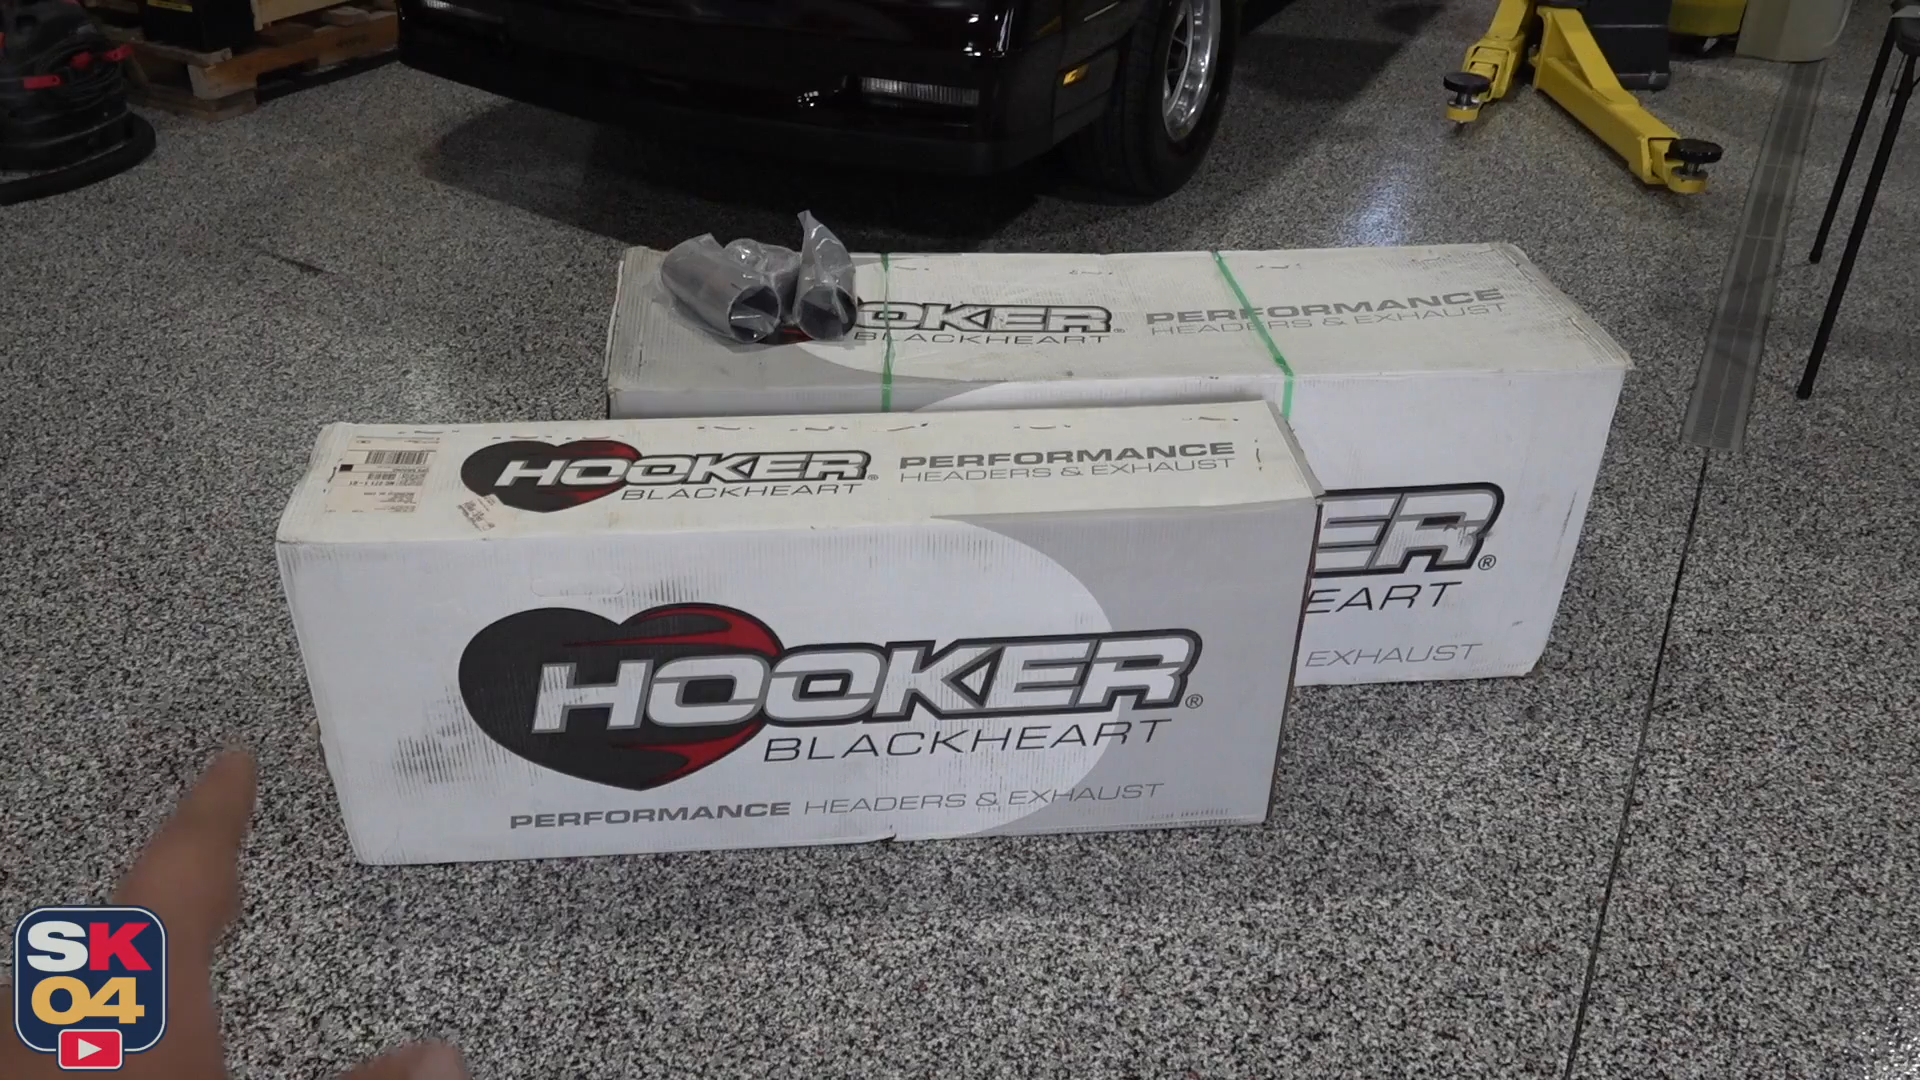 HOOKER®
BLACKHEART
PERFORMANCE
HEADERS & EXHAUST
HOOKER®
BLACKHEART
PERFORMANCE
HEADERS & EXHAUST
ER®
EART
EXHAUST
HOOKER®
BLACKHEART
PERFORMANCE HEADERS & EXHAUST
SK
04